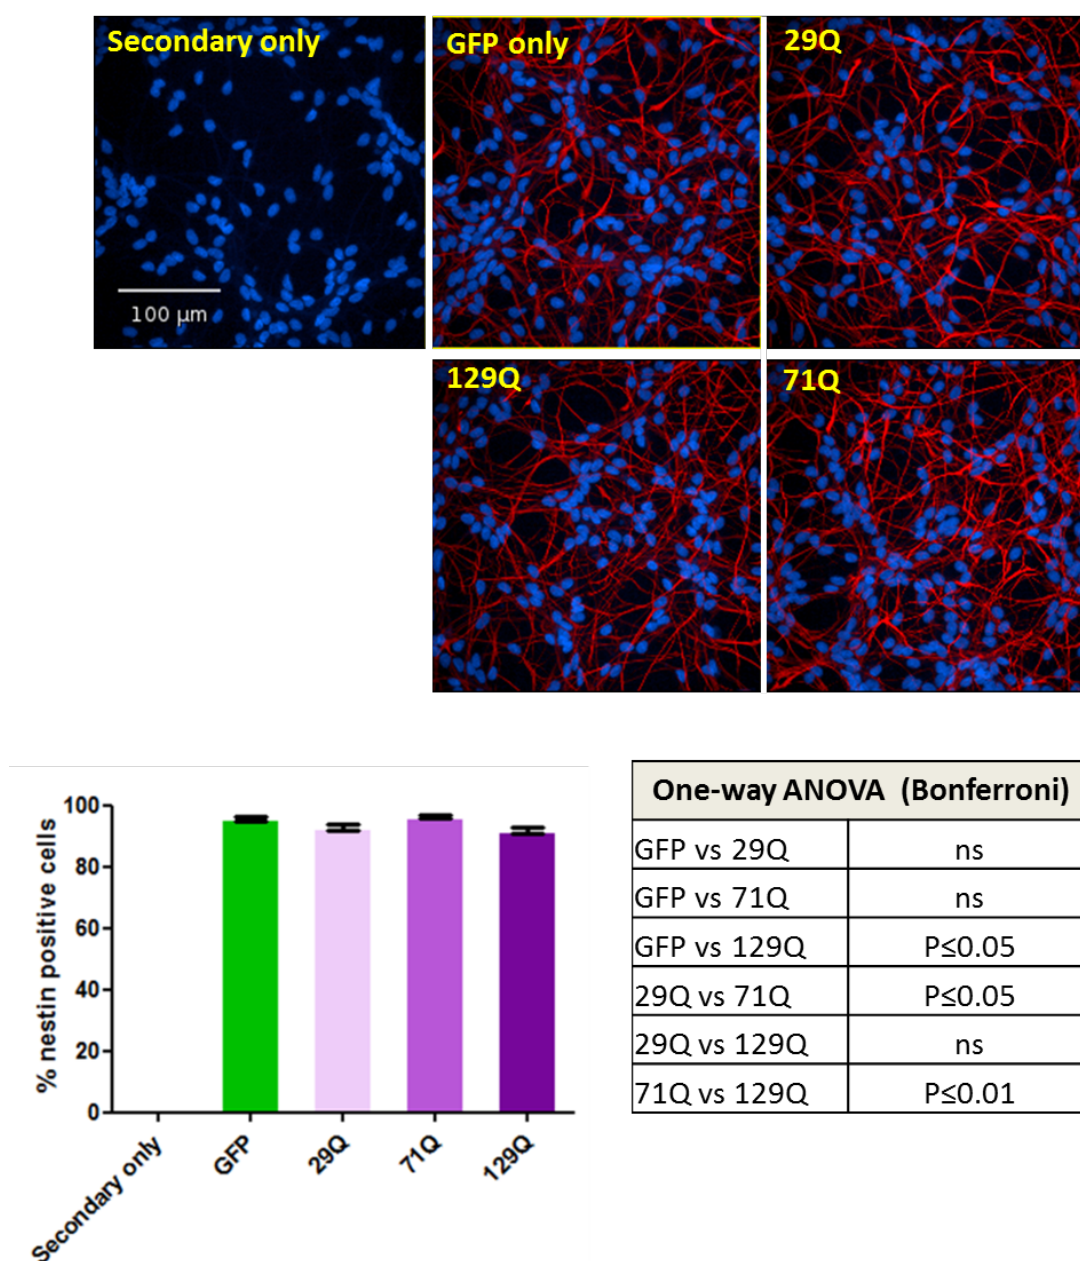 Secondary only
GFP only
29Q
100 μm
129Q
71Q
% nestin positive cells
100
80
60
40
20
0
Secondary only
GFP
29Q
71Q
129Q
One-way ANOVA (Bonferroni)
GFP vs 29Q ns
GFP vs 71Q ns
GFP vs 129Q P≤0.05
29Q vs 71Q P≤0.05
29Q vs 129Q ns
71Q vs 129Q P≤0.01